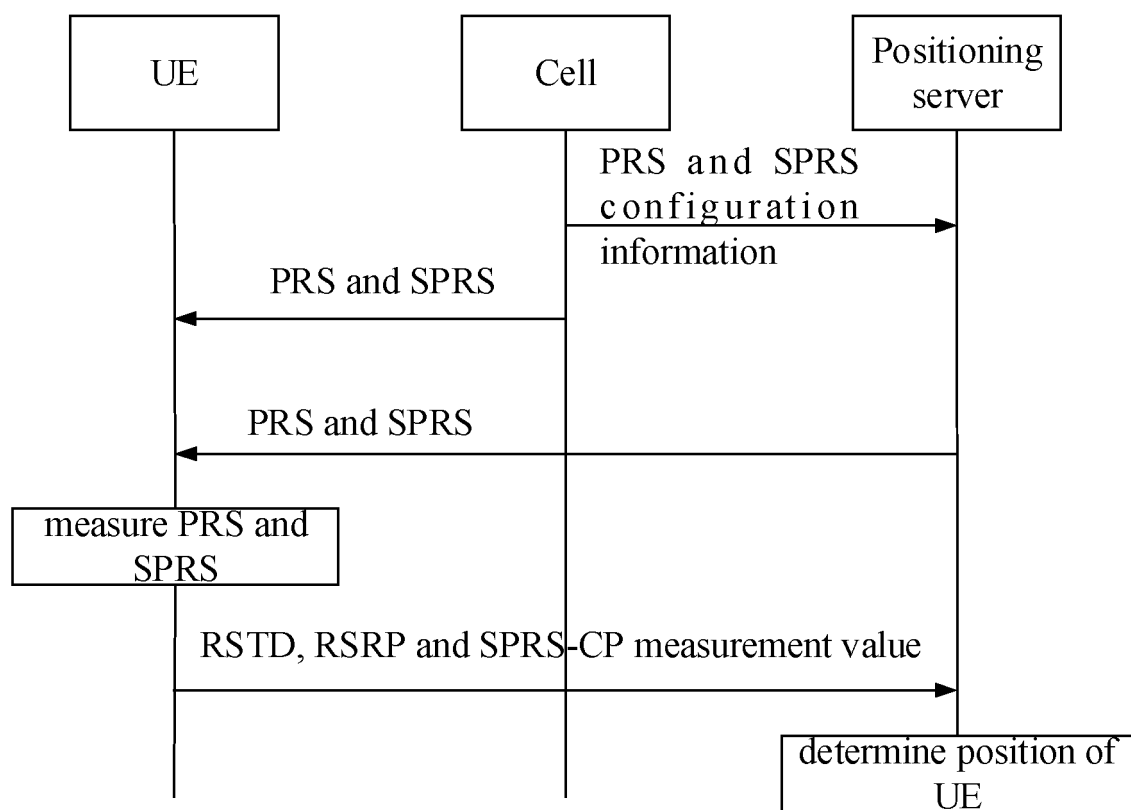 UE
Cell
Positioning
server
PRS and SPRS
configuration
information
PRS and SPRS
PRS and SPRS
measure PRS and
SPRS
RSTD, RSRP and SPRS-CP measurement value
determine position of
UE